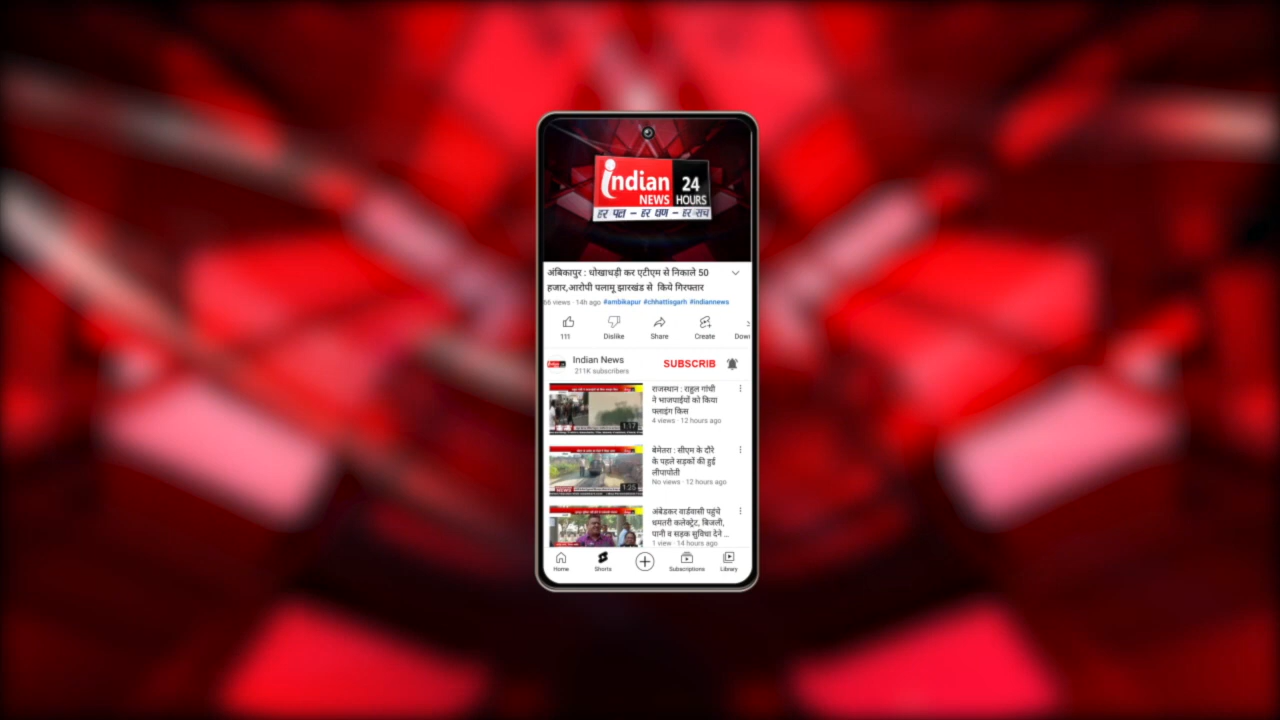 indian
NEWS
24
HOURS
हर पल - हर क्षण - हर सच
अंबिकापुर : धोखाधड़ी कर एटीएम से निकाले 50
हजार,आरोपी पलामू झारखंड से किये गिरफ्तार
66 views · 14h ago #ambikapur #chhattisgarh #indiannews
111 Dislike Share Create Down
Indian News
211K subscribers
SUBSCRIB
राजस्थान : राहुल गांधी
ने भाजपाईयों को किया
फ्लाइंग किस
4 views · 12 hours ago
1:17
बेमेतरा : सीएम के दौरे
के पहले सड़कों की हुई
लीपापोती
No views · 12 hours ago
1:25
अंबेडकर वार्डवासी पहुंचे
धमतरी कलेक्ट्रेट, बिजली,
पानी व सड़क सुविधा देने ...
1 view · 14 hours ago
Home Shorts Subscriptions Library